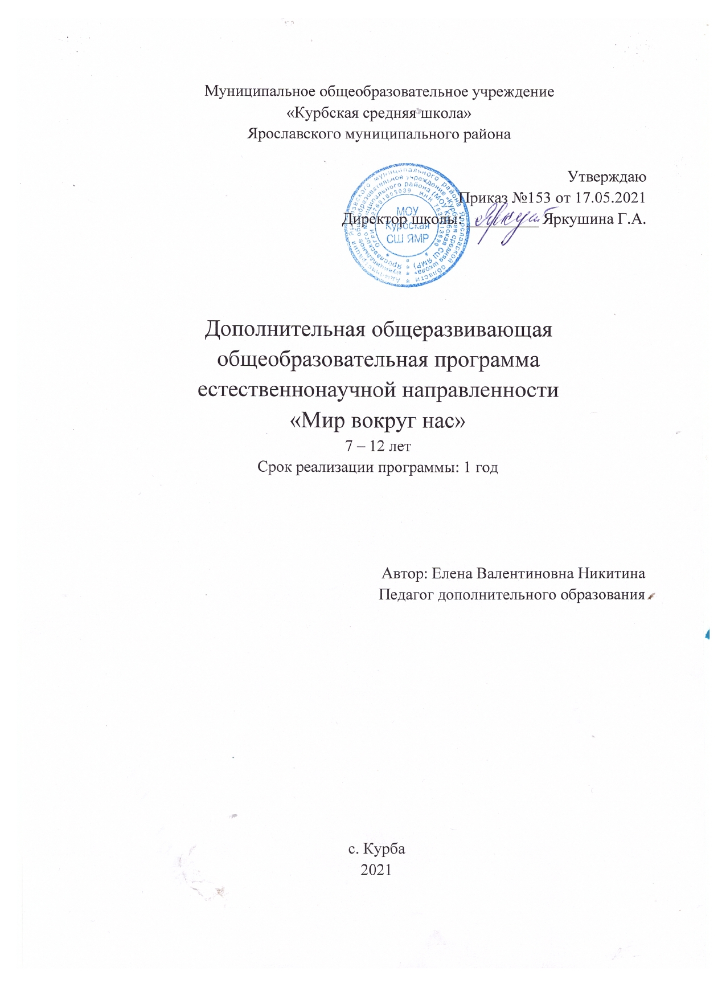 Муниципальное общеобразовательное учреждение
«Курбская средняя школа»
Ярославского муниципального района
Утверждаю
Приказ №153 от 17.05.2021
Директор школы: _________ Яркушина Г.А.
МОУ
Курбская
СШ ЯМР
Дополнительная общеразвивающая
общеобразовательная программа
естественнонаучной направленности
«Мир вокруг нас»
7 – 12 лет
Срок реализации программы: 1 год
Автор: Елена Валентиновна Никитина
Педагог дополнительного образования
с. Курба
2021